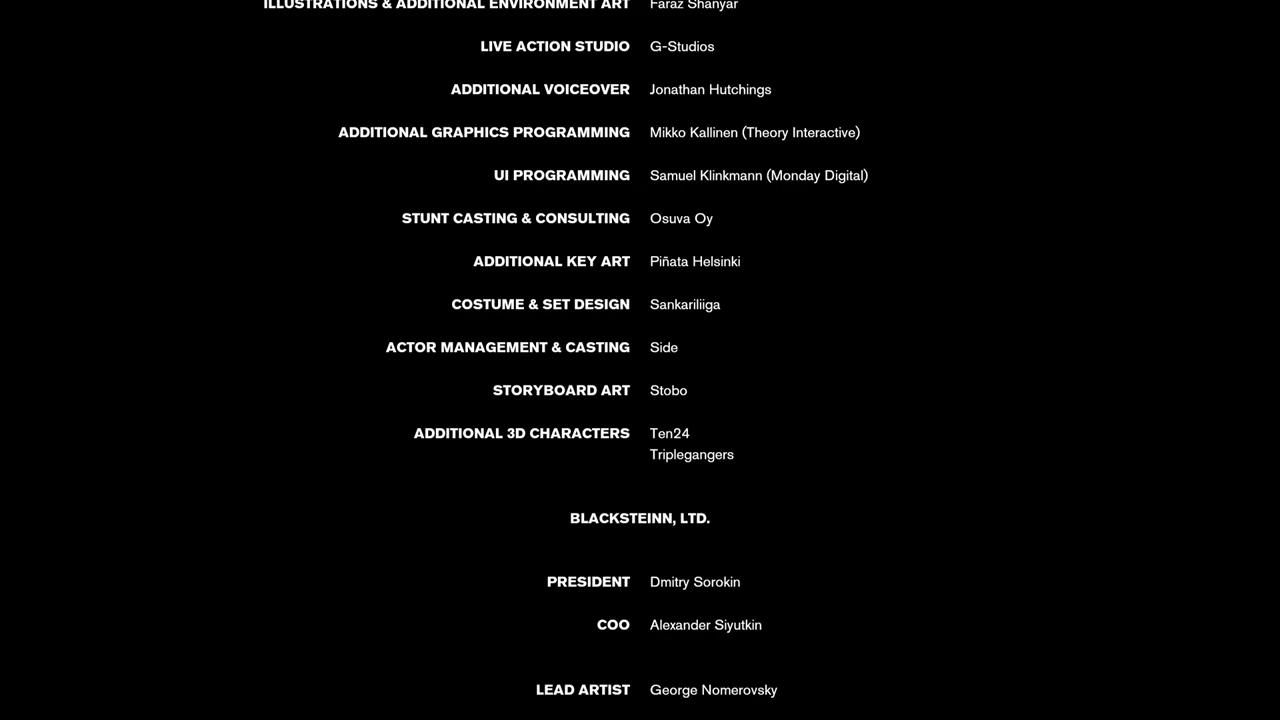 ILLUSTRATIONS & ADDITIONAL ENVIRONMENT ART Faraz Shanyar
LIVE ACTION STUDIO G-Studios
ADDITIONAL VOICEOVER Jonathan Hutchings
ADDITIONAL GRAPHICS PROGRAMMING Mikko Kallinen (Theory Interactive)
UI PROGRAMMING Samuel Klinkmann (Monday Digital)
STUNT CASTING & CONSULTING Osuva Oy
ADDITIONAL KEY ART Piñata Helsinki
COSTUME & SET DESIGN Sankariliiga
ACTOR MANAGEMENT & CASTING Side
STORYBOARD ART Stobo
ADDITIONAL 3D CHARACTERS Ten24
Triplegangers
BLACKSTEINN, LTD.
PRESIDENT Dmitry Sorokin
COO Alexander Siyutkin
LEAD ARTIST George Nomerovsky